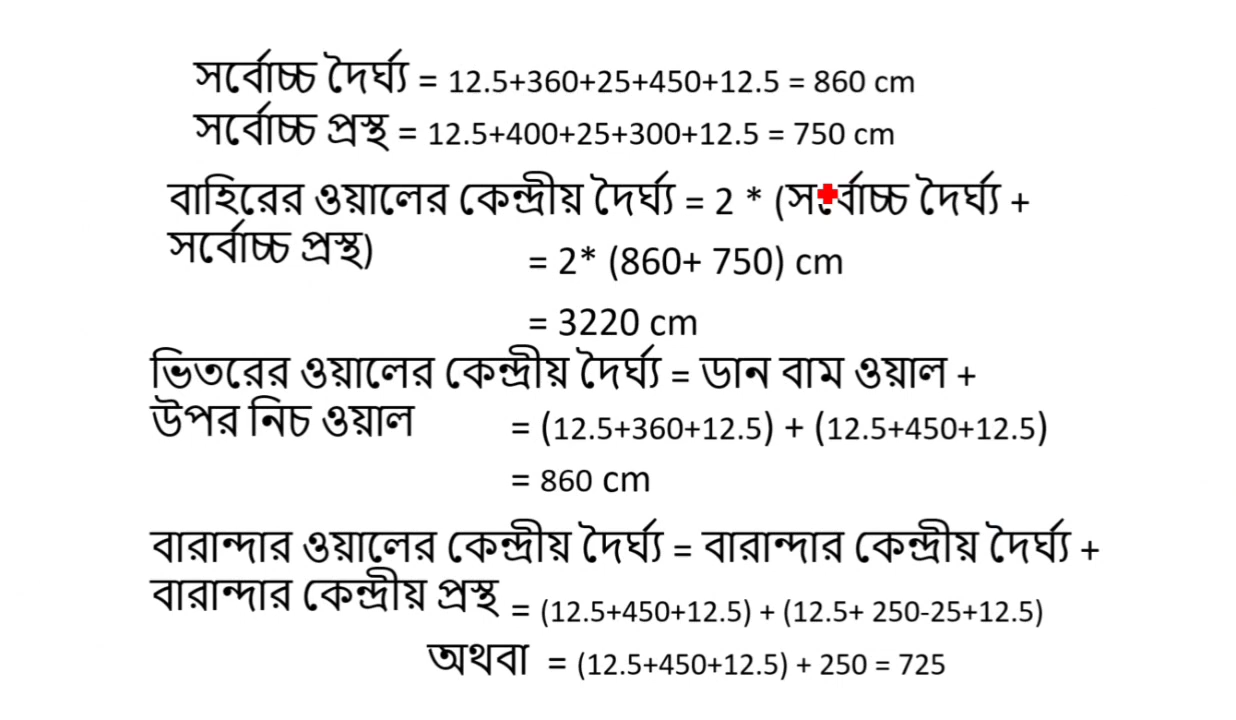 সর্বোচ্চ দৈর্ঘ্য = 12.5+360+25+450+12.5 = 860 cm
সর্বোচ্চ প্রস্থ = 12.5+400+25+300+12.5 = 750 cm
বাহিরের ওয়ালের কেন্দ্রীয় দৈর্ঘ্য = 2 * (সর্বোচ্চ দৈর্ঘ্য +
সর্বোচ্চ প্রস্থ)
= 2* (860+ 750) cm
= 3220 cm
ভিতরের ওয়ালের কেন্দ্রীয় দৈর্ঘ্য = ডান বাম ওয়াল +
উপর নিচ ওয়াল = (12.5+360+12.5) + (12.5+450+12.5)
= 860 cm
বারান্দার ওয়ালের কেন্দ্রীয় দৈর্ঘ্য = বারান্দার কেন্দ্রীয় দৈর্ঘ্য +
বারান্দার কেন্দ্রীয় প্রস্থ = (12.5+450+12.5) + (12.5+ 250-25+12.5)
অথবা = (12.5+450+12.5) + 250 = 725